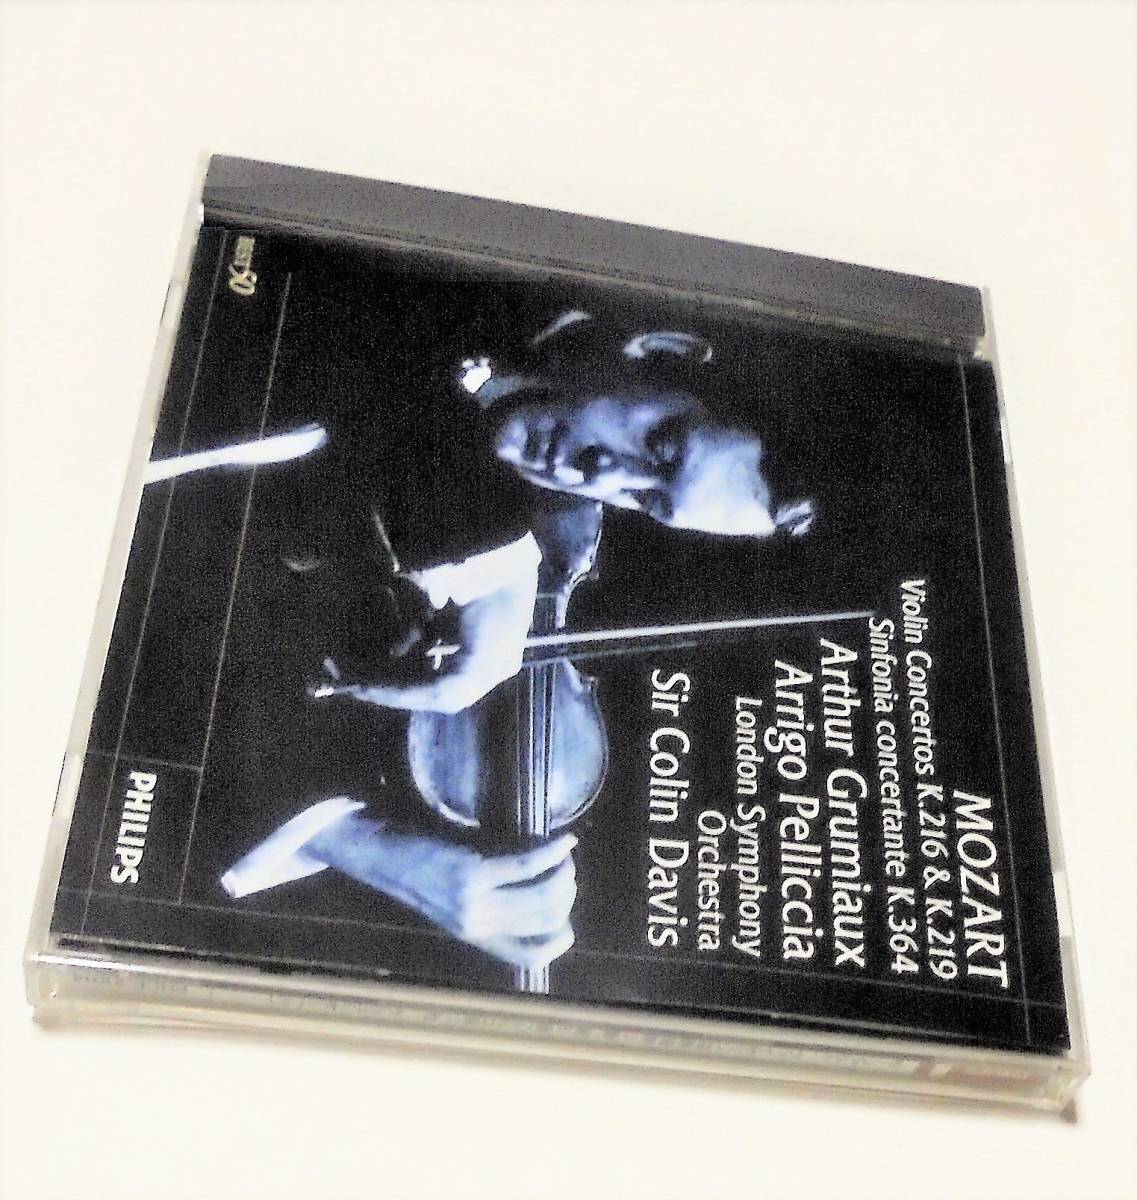 MOZART
Violin Concertos K.216 & K.219
Sinfonia concertante K.364
Arthur Grumiaux
Arrigo Pelliccia
London Symphony
Orchestra
Sir Colin Davis
PHILIPS
50